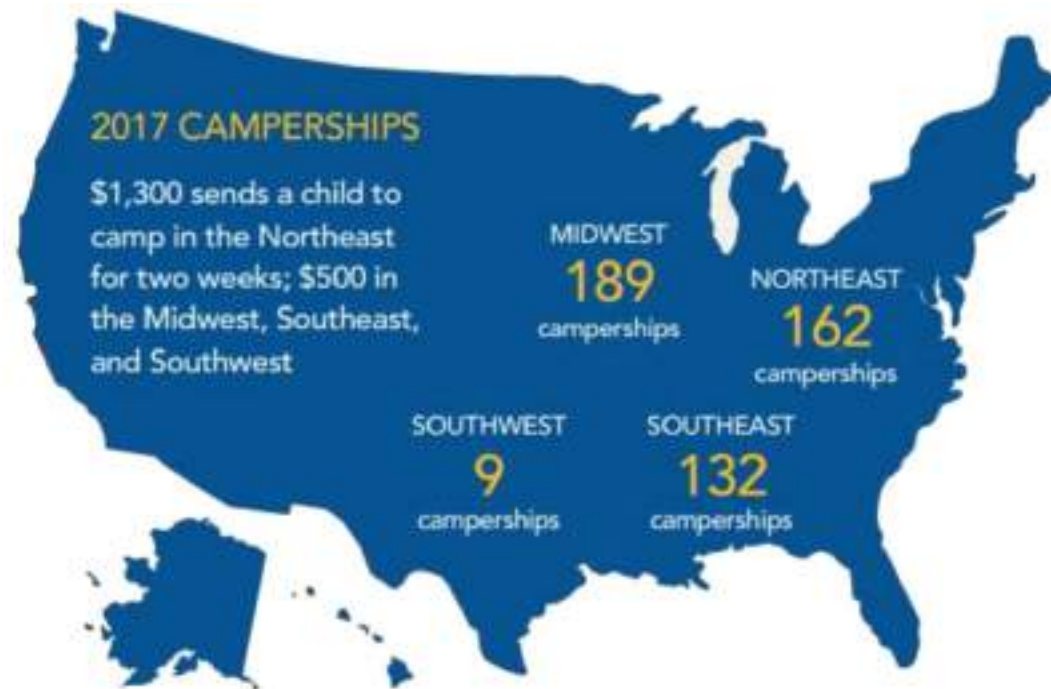 2017 CAMPERSHIPS
$1,300 sends a child to
camp in the Northeast
for two weeks; $500 in
the Midwest, Southeast,
and Southwest
MIDWEST
189
camperships
NORTHEAST
162
camperships
SOUTHWEST
9
camperships
SOUTHEAST
132
camperships